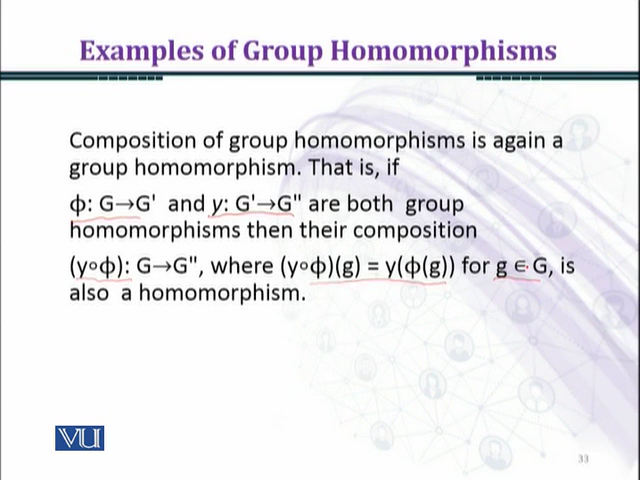 Examples of Group Homomorphisms
Composition of group homomorphisms is again a
group homomorphism. That is, if
ф: G→G' and y: G'→G" are both group
homomorphisms then their composition
(y∘ф): G→G", where (y∘ф)(g) = y(ф(g)) for g ∈ G, is
also a homomorphism.
VU
33